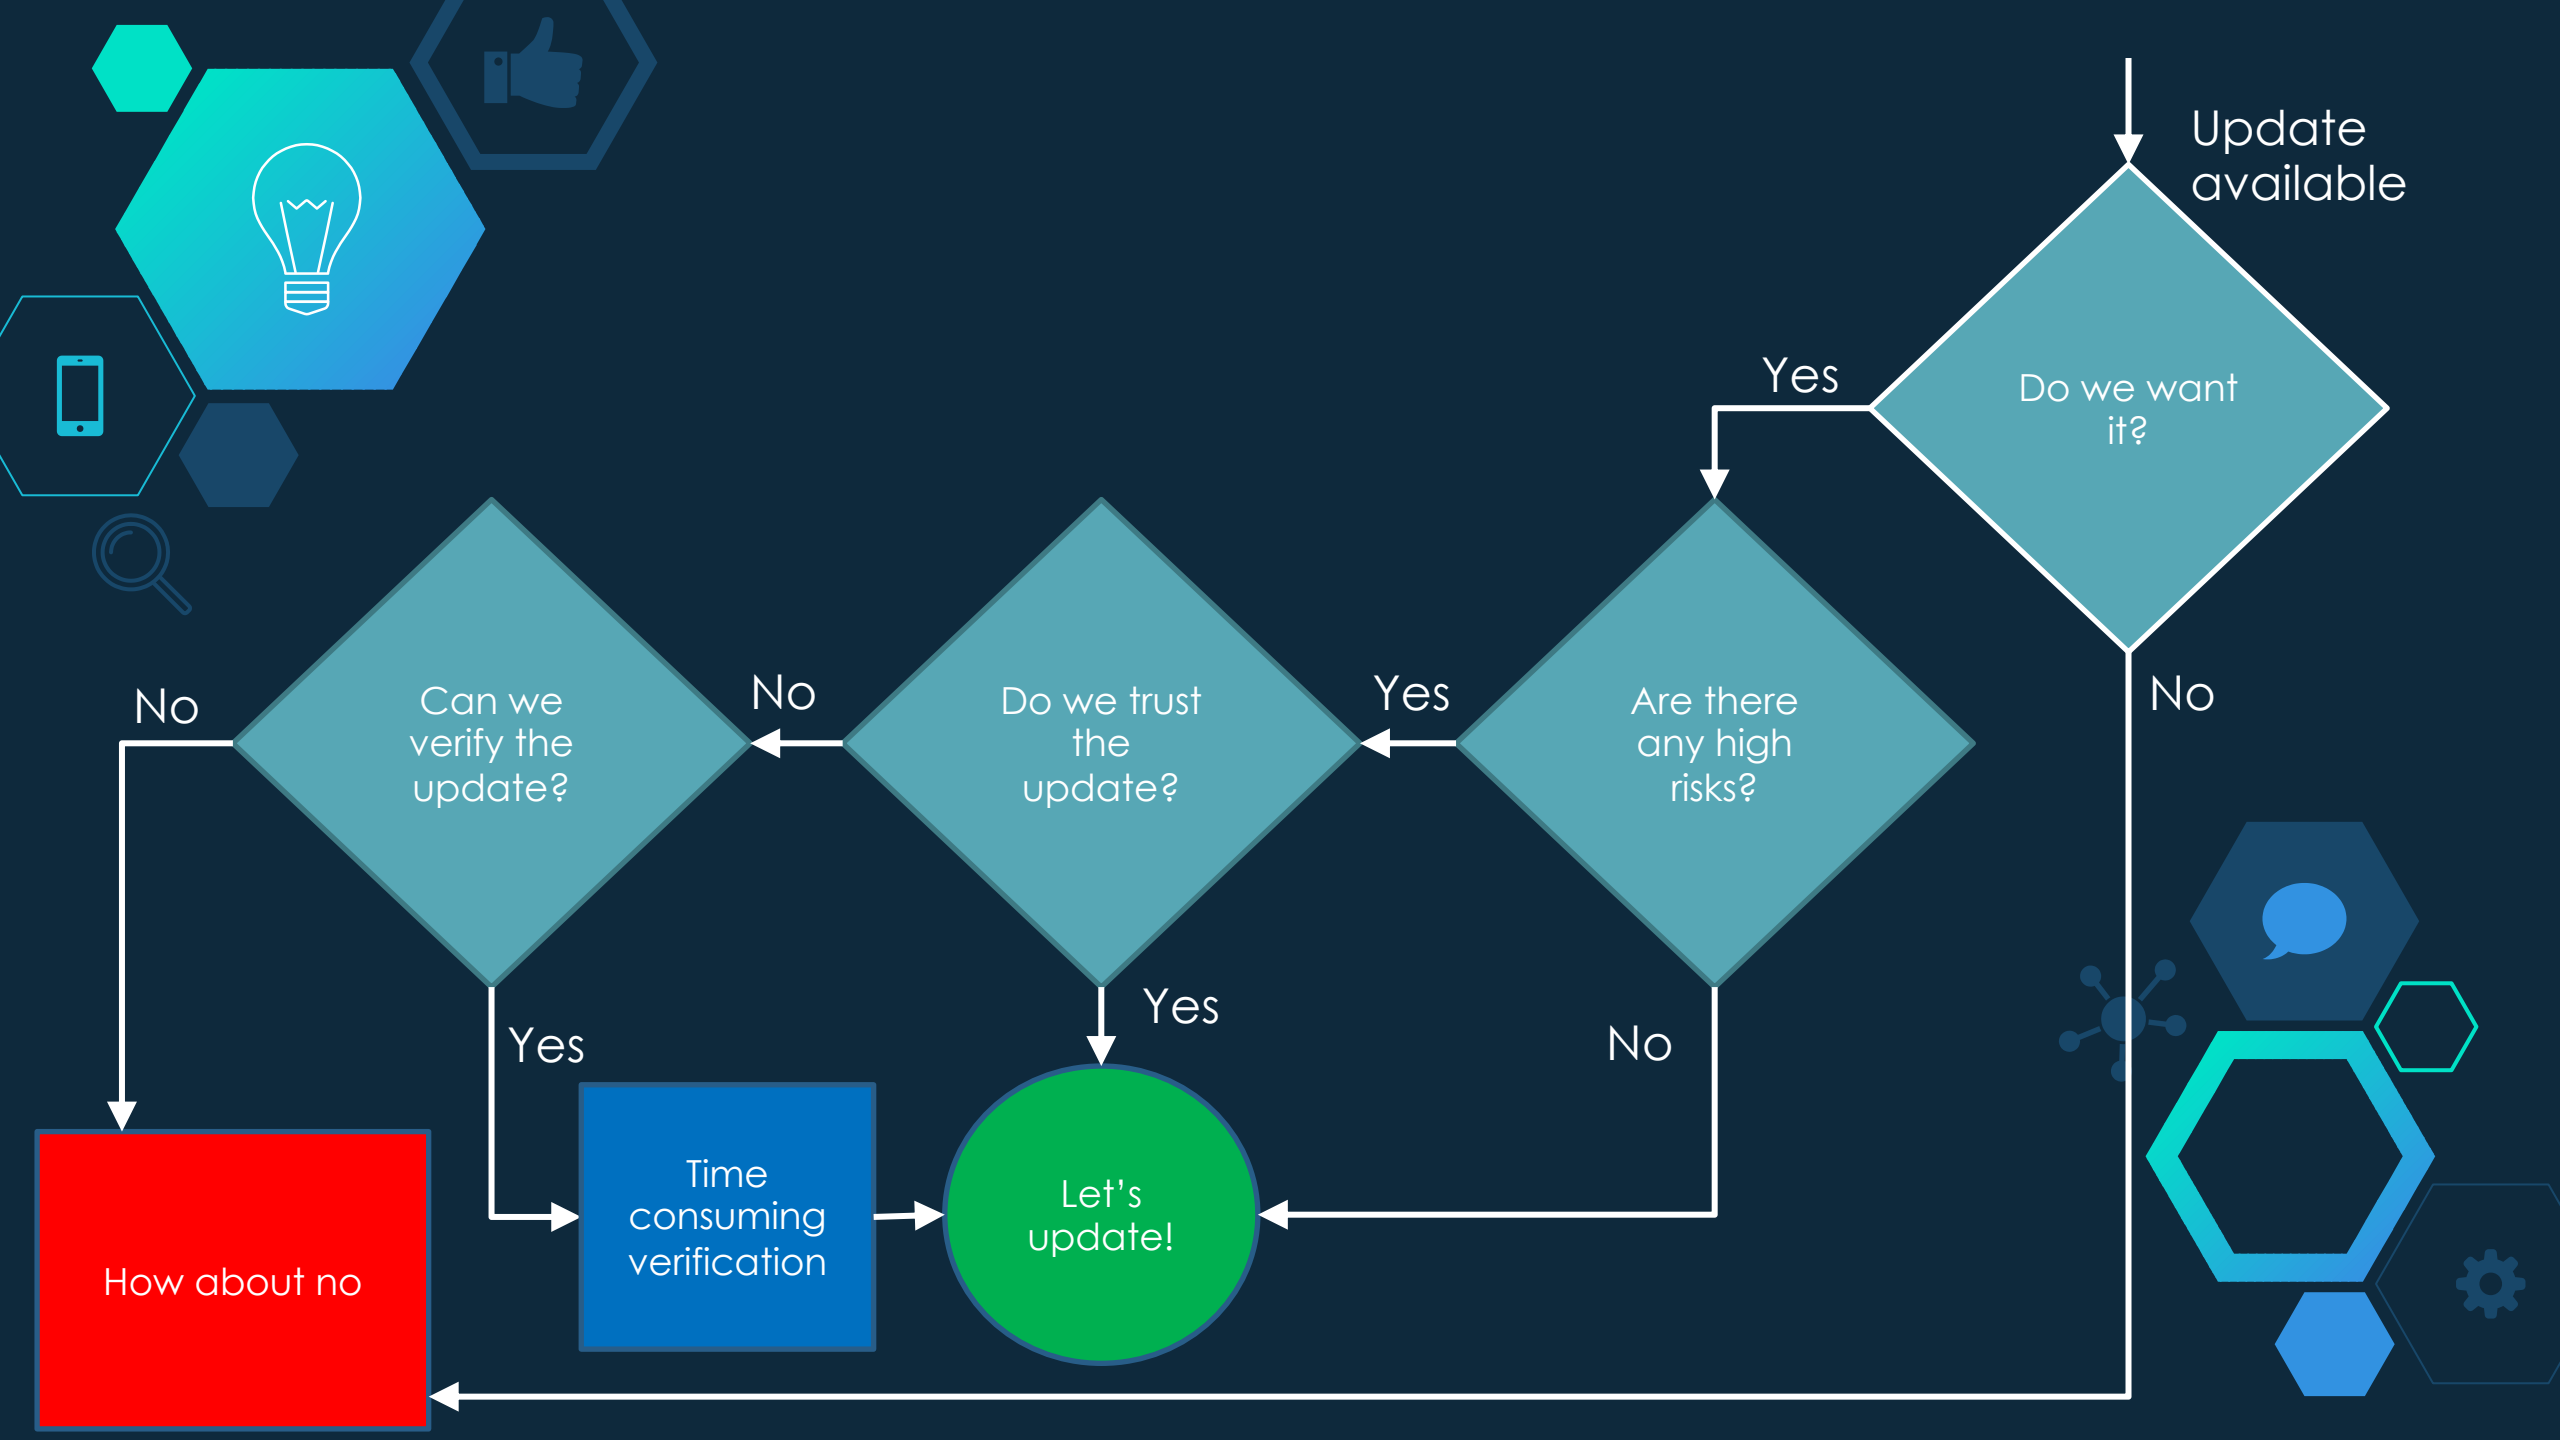 Update
available
Do we want
it?
Yes
No
Are there
any high
risks?
Yes
No
Do we trust
the
update?
No
Yes
Can we
verify the
update?
No
Yes
Time
consuming
verification
Let’s
update!
How about no